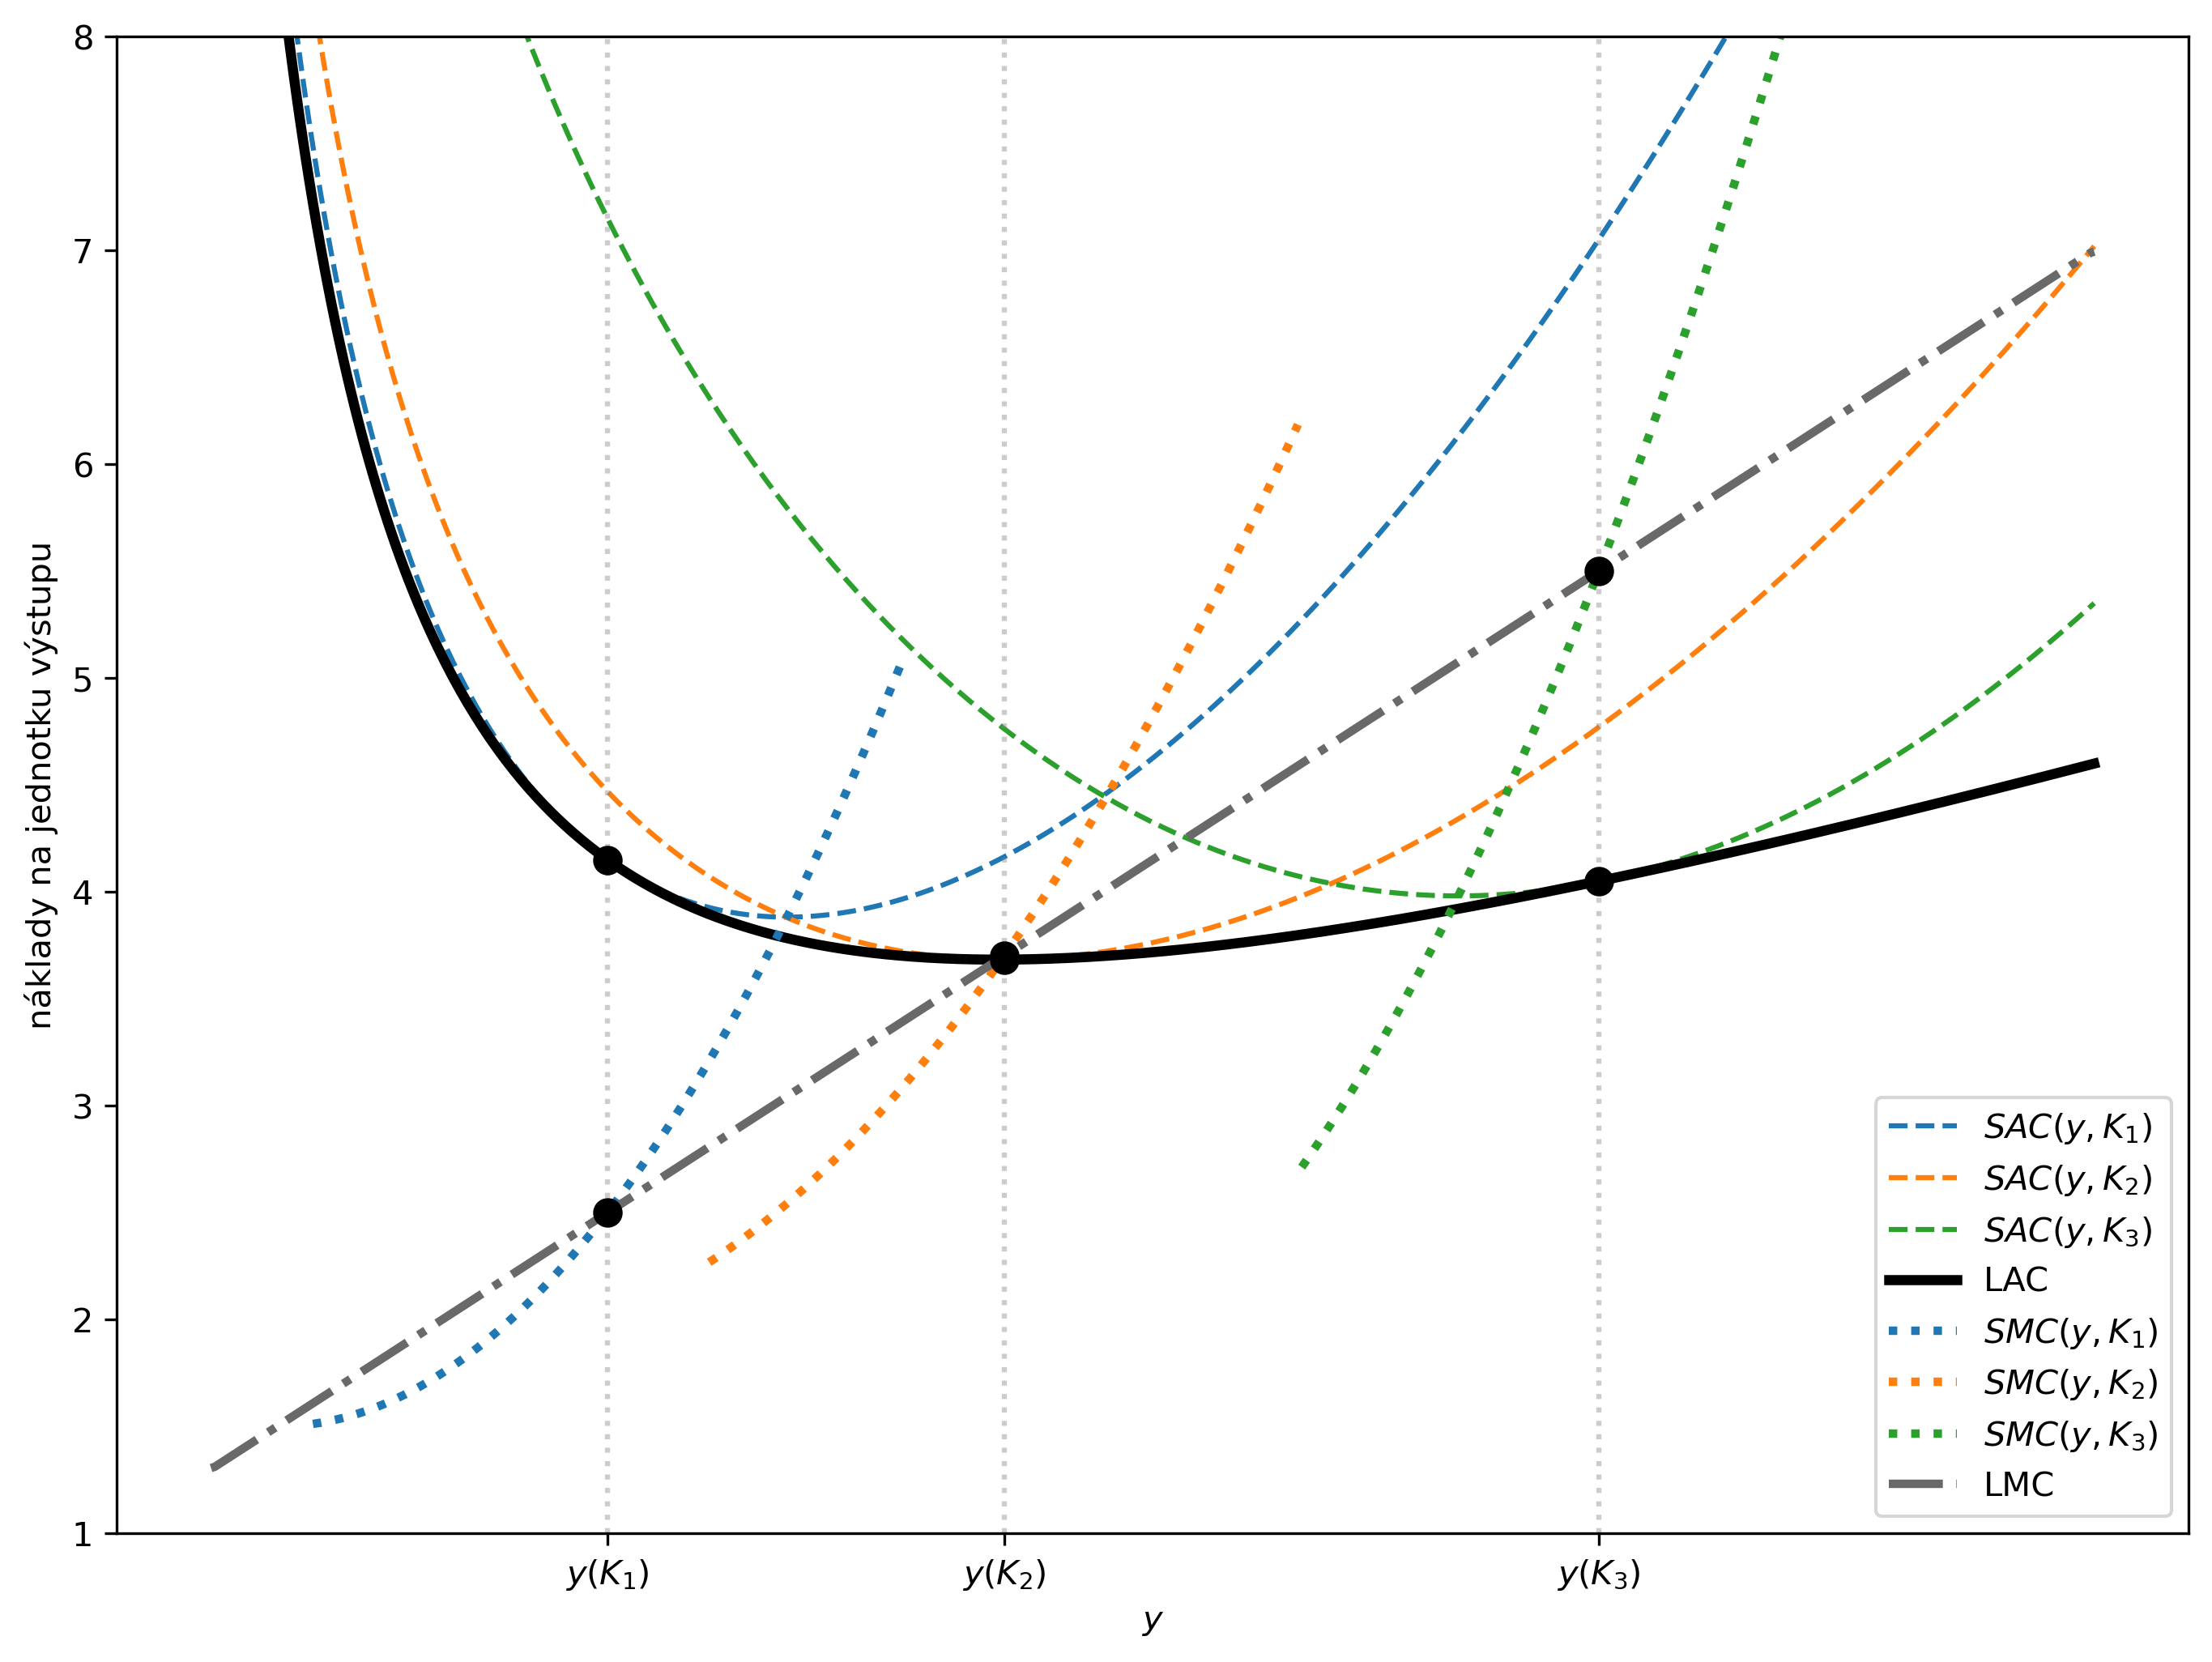 8
7
6
5
4
3
2
1
náklady na jednotku výstupu
SAC(y, K₁)
SAC(y, K₂)
SAC(y, K₃)
LAC
SMC(y, K₁)
SMC(y, K₂)
SMC(y, K₃)
LMC
y(K₁) y(K₂) y(K₃)
y